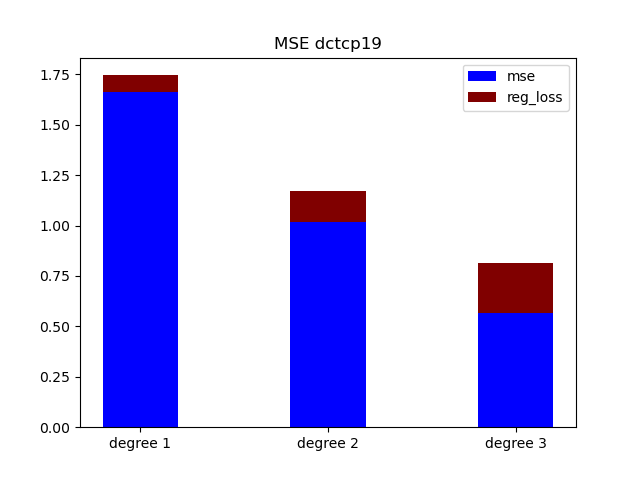 MSE dctcp19
mse
reg_loss
1.75
1.50
1.25
1.00
0.75
0.50
0.25
0.00
degree 1
degree 2
degree 3